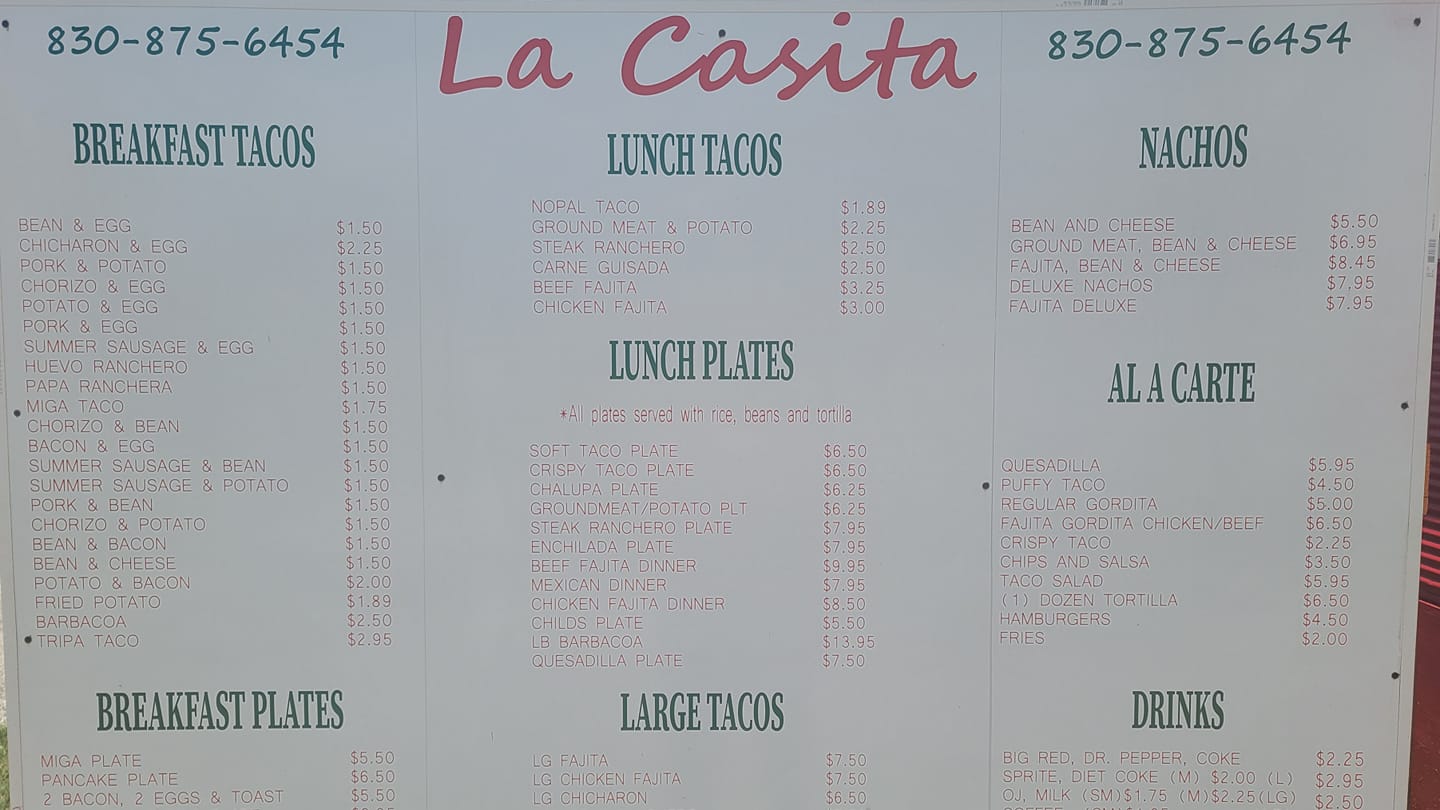 830-875-6454
La Casita
830-875-6454
BREAKFAST TACOS
BEAN & EGG $1.50
CHICHARON & EGG $2.25
PORK & POTATO $1.50
CHORIZO & EGG $1.50
POTATO & EGG $1.50
PORK & EGG $1.50
SUMMER SAUSAGE & EGG $1.50
HUEVO RANCHERO $1.50
PAPA RANCHERA $1.50
MIGA TACO $1.75
CHORIZO & BEAN $1.50
BACON & EGG $1.50
SUMMER SAUSAGE & BEAN $1.50
SUMMER SAUSAGE & POTATO $1.50
PORK & BEAN $1.50
CHORIZO & POTATO $1.50
BEAN & BACON $1.50
BEAN & CHEESE $1.50
POTATO & BACON $2.00
FRIED POTATO $1.89
BARBACOA $2.50
TRIPA TACO $2.95
BREAKFAST PLATES
MIGA PLATE $5.50
PANCAKE PLATE $6.50
2 BACON, 2 EGGS & TOAST $5.50
LUNCH TACOS
NOPAL TACO $1.89
GROUND MEAT & POTATO $2.25
STEAK RANCHERO $2.50
CARNE GUISADA $2.50
BEEF FAJITA $3.25
CHICKEN FAJITA $3.00
LUNCH PLATES
*All plates served with rice, beans and tortilla
SOFT TACO PLATE $6.50
CRISPY TACO PLATE $6.50
CHALUPA PLATE $6.25
GROUNDMEAT/POTATO PLT $6.25
STEAK RANCHERO PLATE $7.95
ENCHILADA PLATE $7.95
BEEF FAJITA DINNER $9.95
MEXICAN DINNER $7.95
CHICKEN FAJITA DINNER $8.50
CHILDS PLATE $5.50
LB BARBACOA $13.95
QUESADILLA PLATE $7.50
LARGE TACOS
LG FAJITA $7.50
LG CHICKEN FAJITA $7.50
LG CHICHARON $6.50
NACHOS
BEAN AND CHEESE $5.50
GROUND MEAT, BEAN & CHEESE $6.95
FAJITA, BEAN & CHEESE $8.45
DELUXE NACHOS $7,95
FAJITA DELUXE $7.95
AL A CARTE
QUESADILLA $5.95
PUFFY TACO $4.50
REGULAR GORDITA $5.00
FAJITA GORDITA CHICKEN/BEEF $6.50
CRISPY TACO $2.25
CHIPS AND SALSA $3.50
TACO SALAD $5.95
(1) DOZEN TORTILLA $6.50
HAMBURGERS $4.50
FRIES $2.00
DRINKS
BIG RED, DR. PEPPER, COKE $2.25
SPRITE, DIET COKE (M) $2.00 (L) $2.95
OJ, MILK (SM)$1.75 (M)$2.25(LG) $2.50